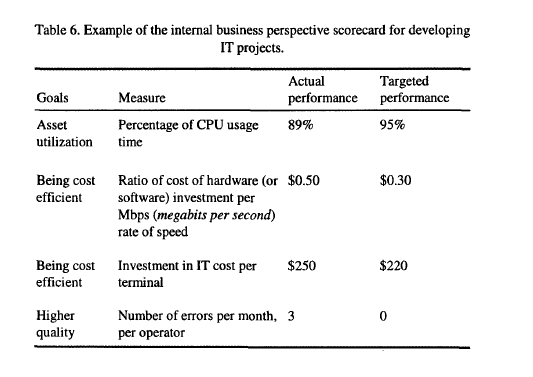 Table 6. Example of the internal business perspective scorecard for developing
IT projects.
Actual Targeted
Goals Measure performance performance
Asset Percentage of CPU usage 89% 95%
utilization time
Being cost Ratio of cost of hardware (or $0.50 $0.30
efficient software) investment per
Mbps (megabits per second)
rate of speed
Being cost Investment in IT cost per $250 $220
efficient terminal
Higher Number of errors per month, 3 0
quality per operator